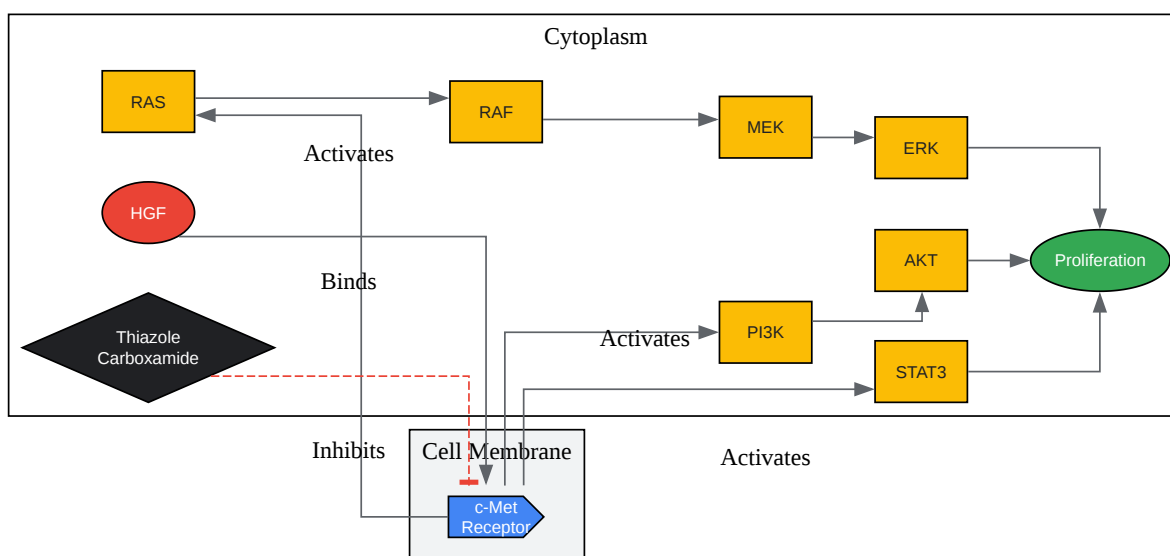 Cytoplasm
RAS
RAF
MEK
ERK
Activates
HGF
AKT
Proliferation
Binds
Thiazole
Carboxamide
Activates
PI3K
STAT3
Inhibits
Cell Membrane
Activates
c-Met
Receptor